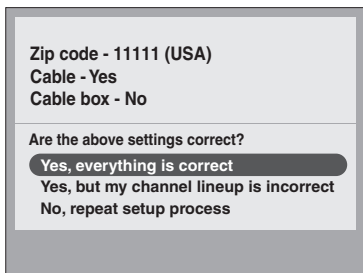 Zip code - 11111 (USA)
Cable - Yes
Cable box - No
Are the above settings correct?
Yes, everything is correct
Yes, but my channel lineup is incorrect
No, repeat setup process